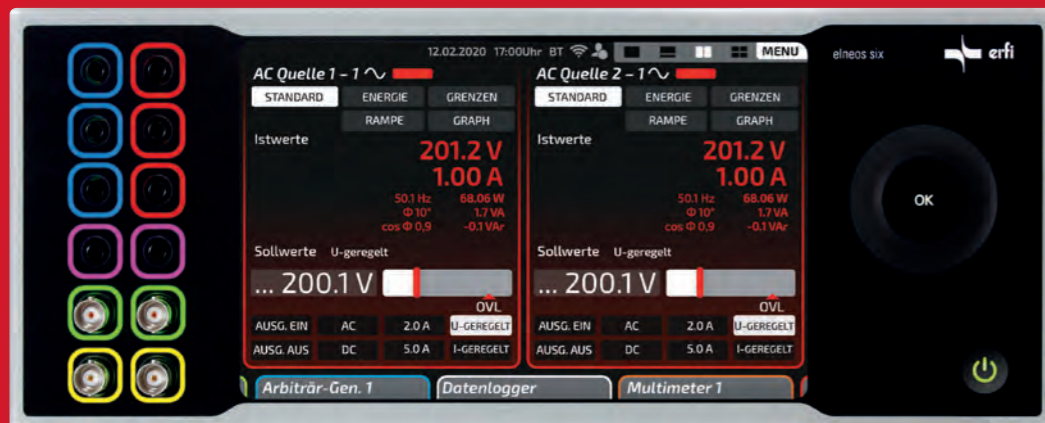 12.02.2020 17:00Uhr BT MENU
elneos six
erfi
AC Quelle 1 – 1
STANDARD ENERGIE GRENZEN
RAMPE GRAPH
Istwerte
201.2 V
1.00 A
50.1 Hz 68.06 W
Φ 10° 1.7 VA
cos Φ 0,9 -0.1 VAr
Sollwerte U-geregelt
... 200.1 V
OVL
AUSG. EIN AC 2.0 A U-GEREGELT
AUSG. AUS DC 5.0 A I-GEREGELT
AC Quelle 2 – 1
STANDARD ENERGIE GRENZEN
RAMPE GRAPH
Istwerte
201.2 V
1.00 A
50.1 Hz 68.06 W
Φ 10° 1.7 VA
cos Φ 0,9 -0.1 VAr
Sollwerte U-geregelt
... 200.1 V
OVL
AUSG. EIN AC 2.0 A U-GEREGELT
AUSG. AUS DC 5.0 A I-GEREGELT
OK
Arbiträr-Gen. 1 Datenlogger Multimeter 1